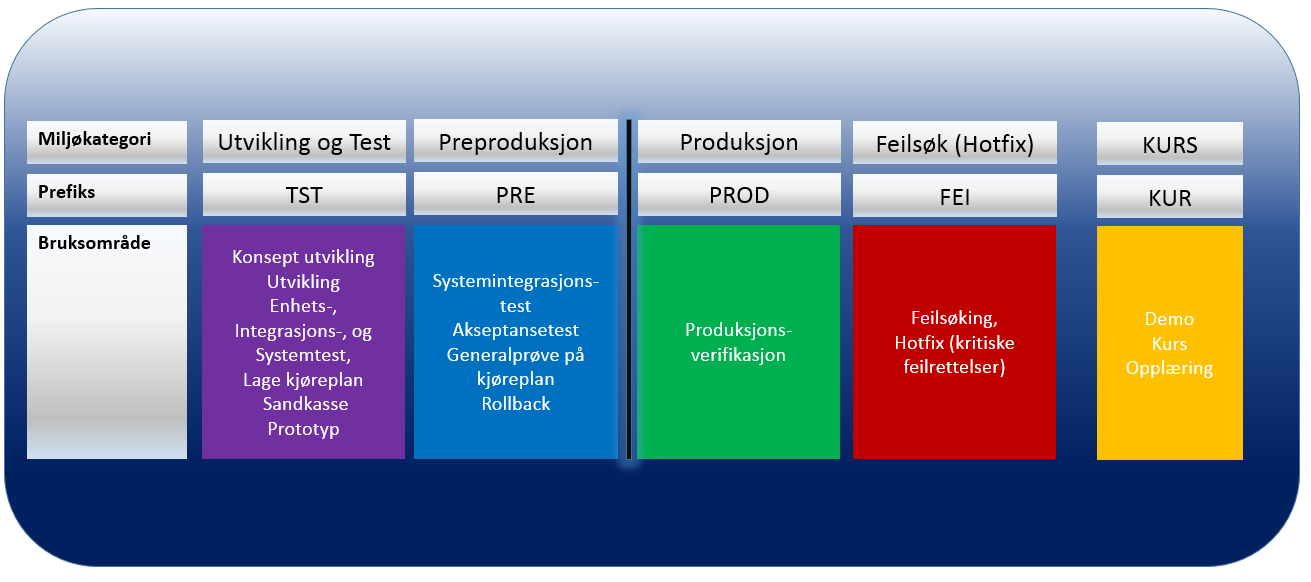 Miljøkategori
Utvikling og Test
Preproduksjon
Produksjon
Feilsøk (Hotfix)
KURS
Prefiks
TST
PRE
PROD
FEI
KUR
Bruksområde
Konsept utvikling
Utvikling
Enhets-,
Integrasjons-, og
Systemtest,
Lage kjøreplan
Sandkasse
Prototyp
Systemintegrasjons-
test
Akseptansetest
Generalprøve på
kjøreplan
Rollback
Produksjons-
verifikasjon
Feilsøking,
Hotfix (kritiske
feilrettelser)
Demo
Kurs
Opplæring